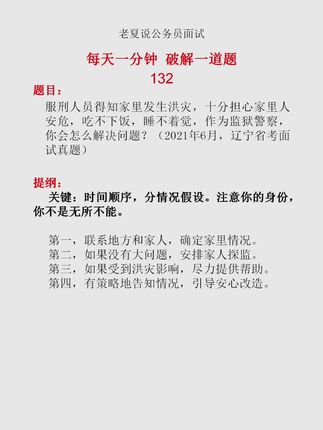 老夏说公务员面试
每天一分钟 破解一道题
132
题目：
服刑人员得知家里发生洪灾，十分担心家里人
安危，吃不下饭，睡不着觉，作为监狱警察，
你会怎么解决问题？（2021年6月，辽宁省考面
试真题）
提纲：
关键：时间顺序，分情况假设。注意你的身份，
你不是无所不能。
第一，联系地方和家人，确定家里情况。
第二，如果没有大问题，安排家人探监。
第三，如果受到洪灾影响，尽力提供帮助。
第四，有策略地告知情况，引导安心改造。